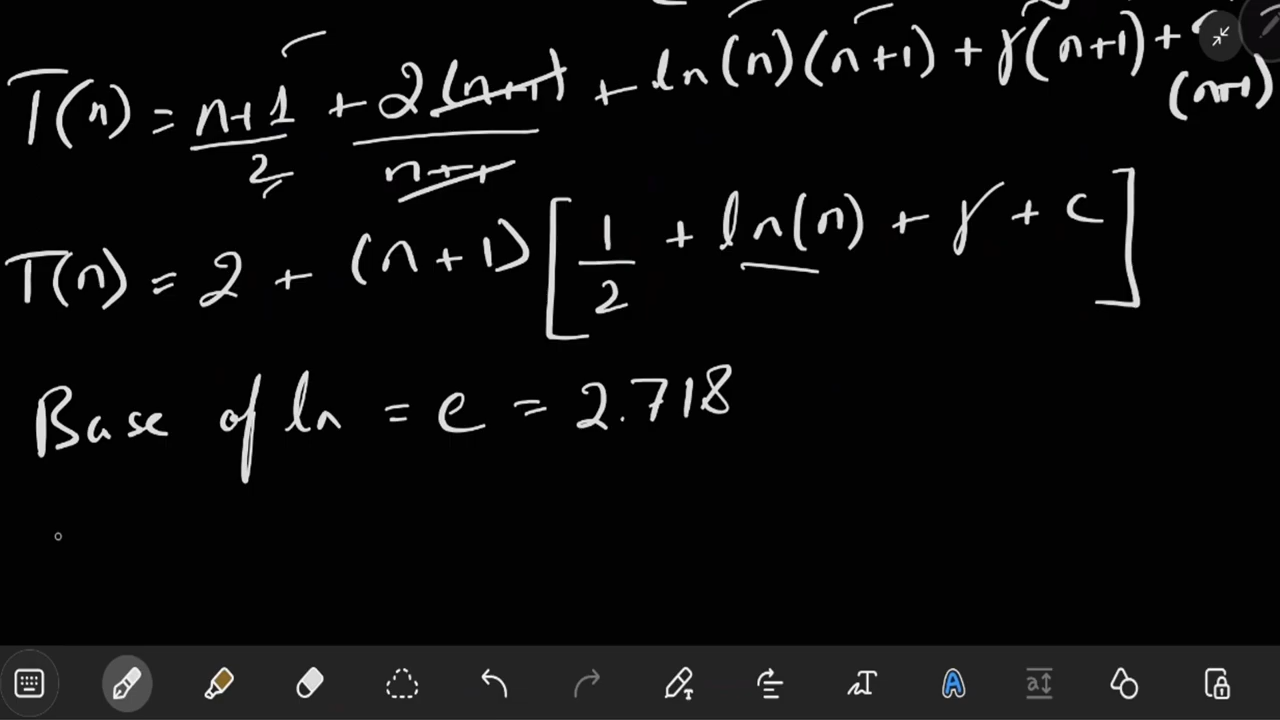 T(n) = n+1/2 + 2(n+1)/n+1 + ln(n)(n+1) + γ(n+1) + (n+1)
T(n) = 2 + (n+1) [1/2 + ln(n) + γ + c]
Base of ln = e = 2.718